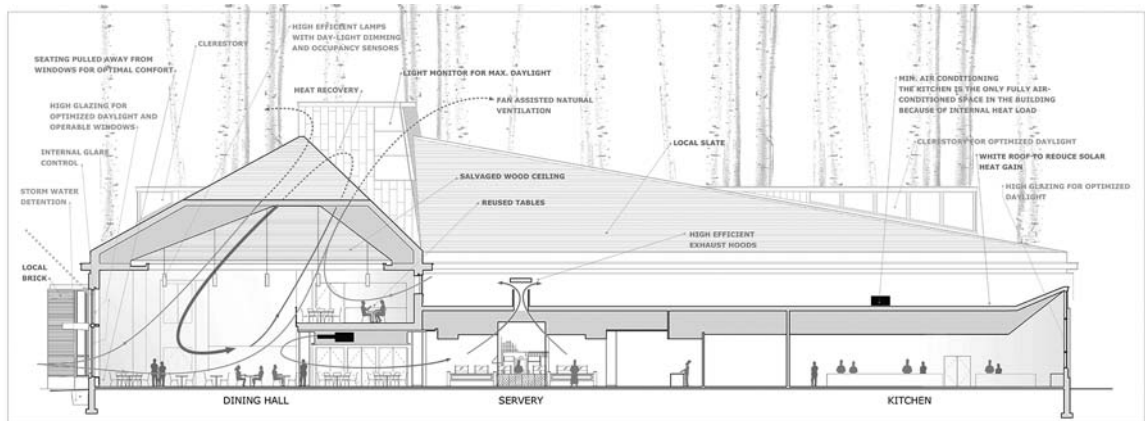 HIGH EFFICIENT LAMPS
WITH DAY-LIGHT DIMMING
AND OCCUPANCY SENSORS
CLERESTORY
SEATING PULLED AWAY FROM
WINDOWS FOR OPTIMAL COMFORT
LIGHT MONITOR FOR MAX. DAYLIGHT
HEAT RECOVERY
FAN ASSISTED NATURAL
VENTILATION
HIGH GLAZING FOR
OPTIMIZED DAYLIGHT AND
OPERABLE WINDOWS
INTERNAL GLARE
CONTROL
STORM WATER
DETENTION
LOCAL
BRICK
SALVAGED WOOD CEILING
REUSED TABLES
LOCAL SLATE
HIGH EFFICIENT
EXHAUST HOODS
MIN. AIR CONDITIONING
THE KITCHEN IS THE ONLY FULLY AIR-
CONDITIONED SPACE IN THE BUILDING
BECAUSE OF INTERNAL HEAT LOAD
CLERESTORY FOR OPTIMIZED DAYLIGHT
WHITE ROOF TO REDUCE SOLAR
HEAT GAIN
HIGH GLAZING FOR OPTIMIZED
DAYLIGHT
DINING HALL
SERVERY
KITCHEN